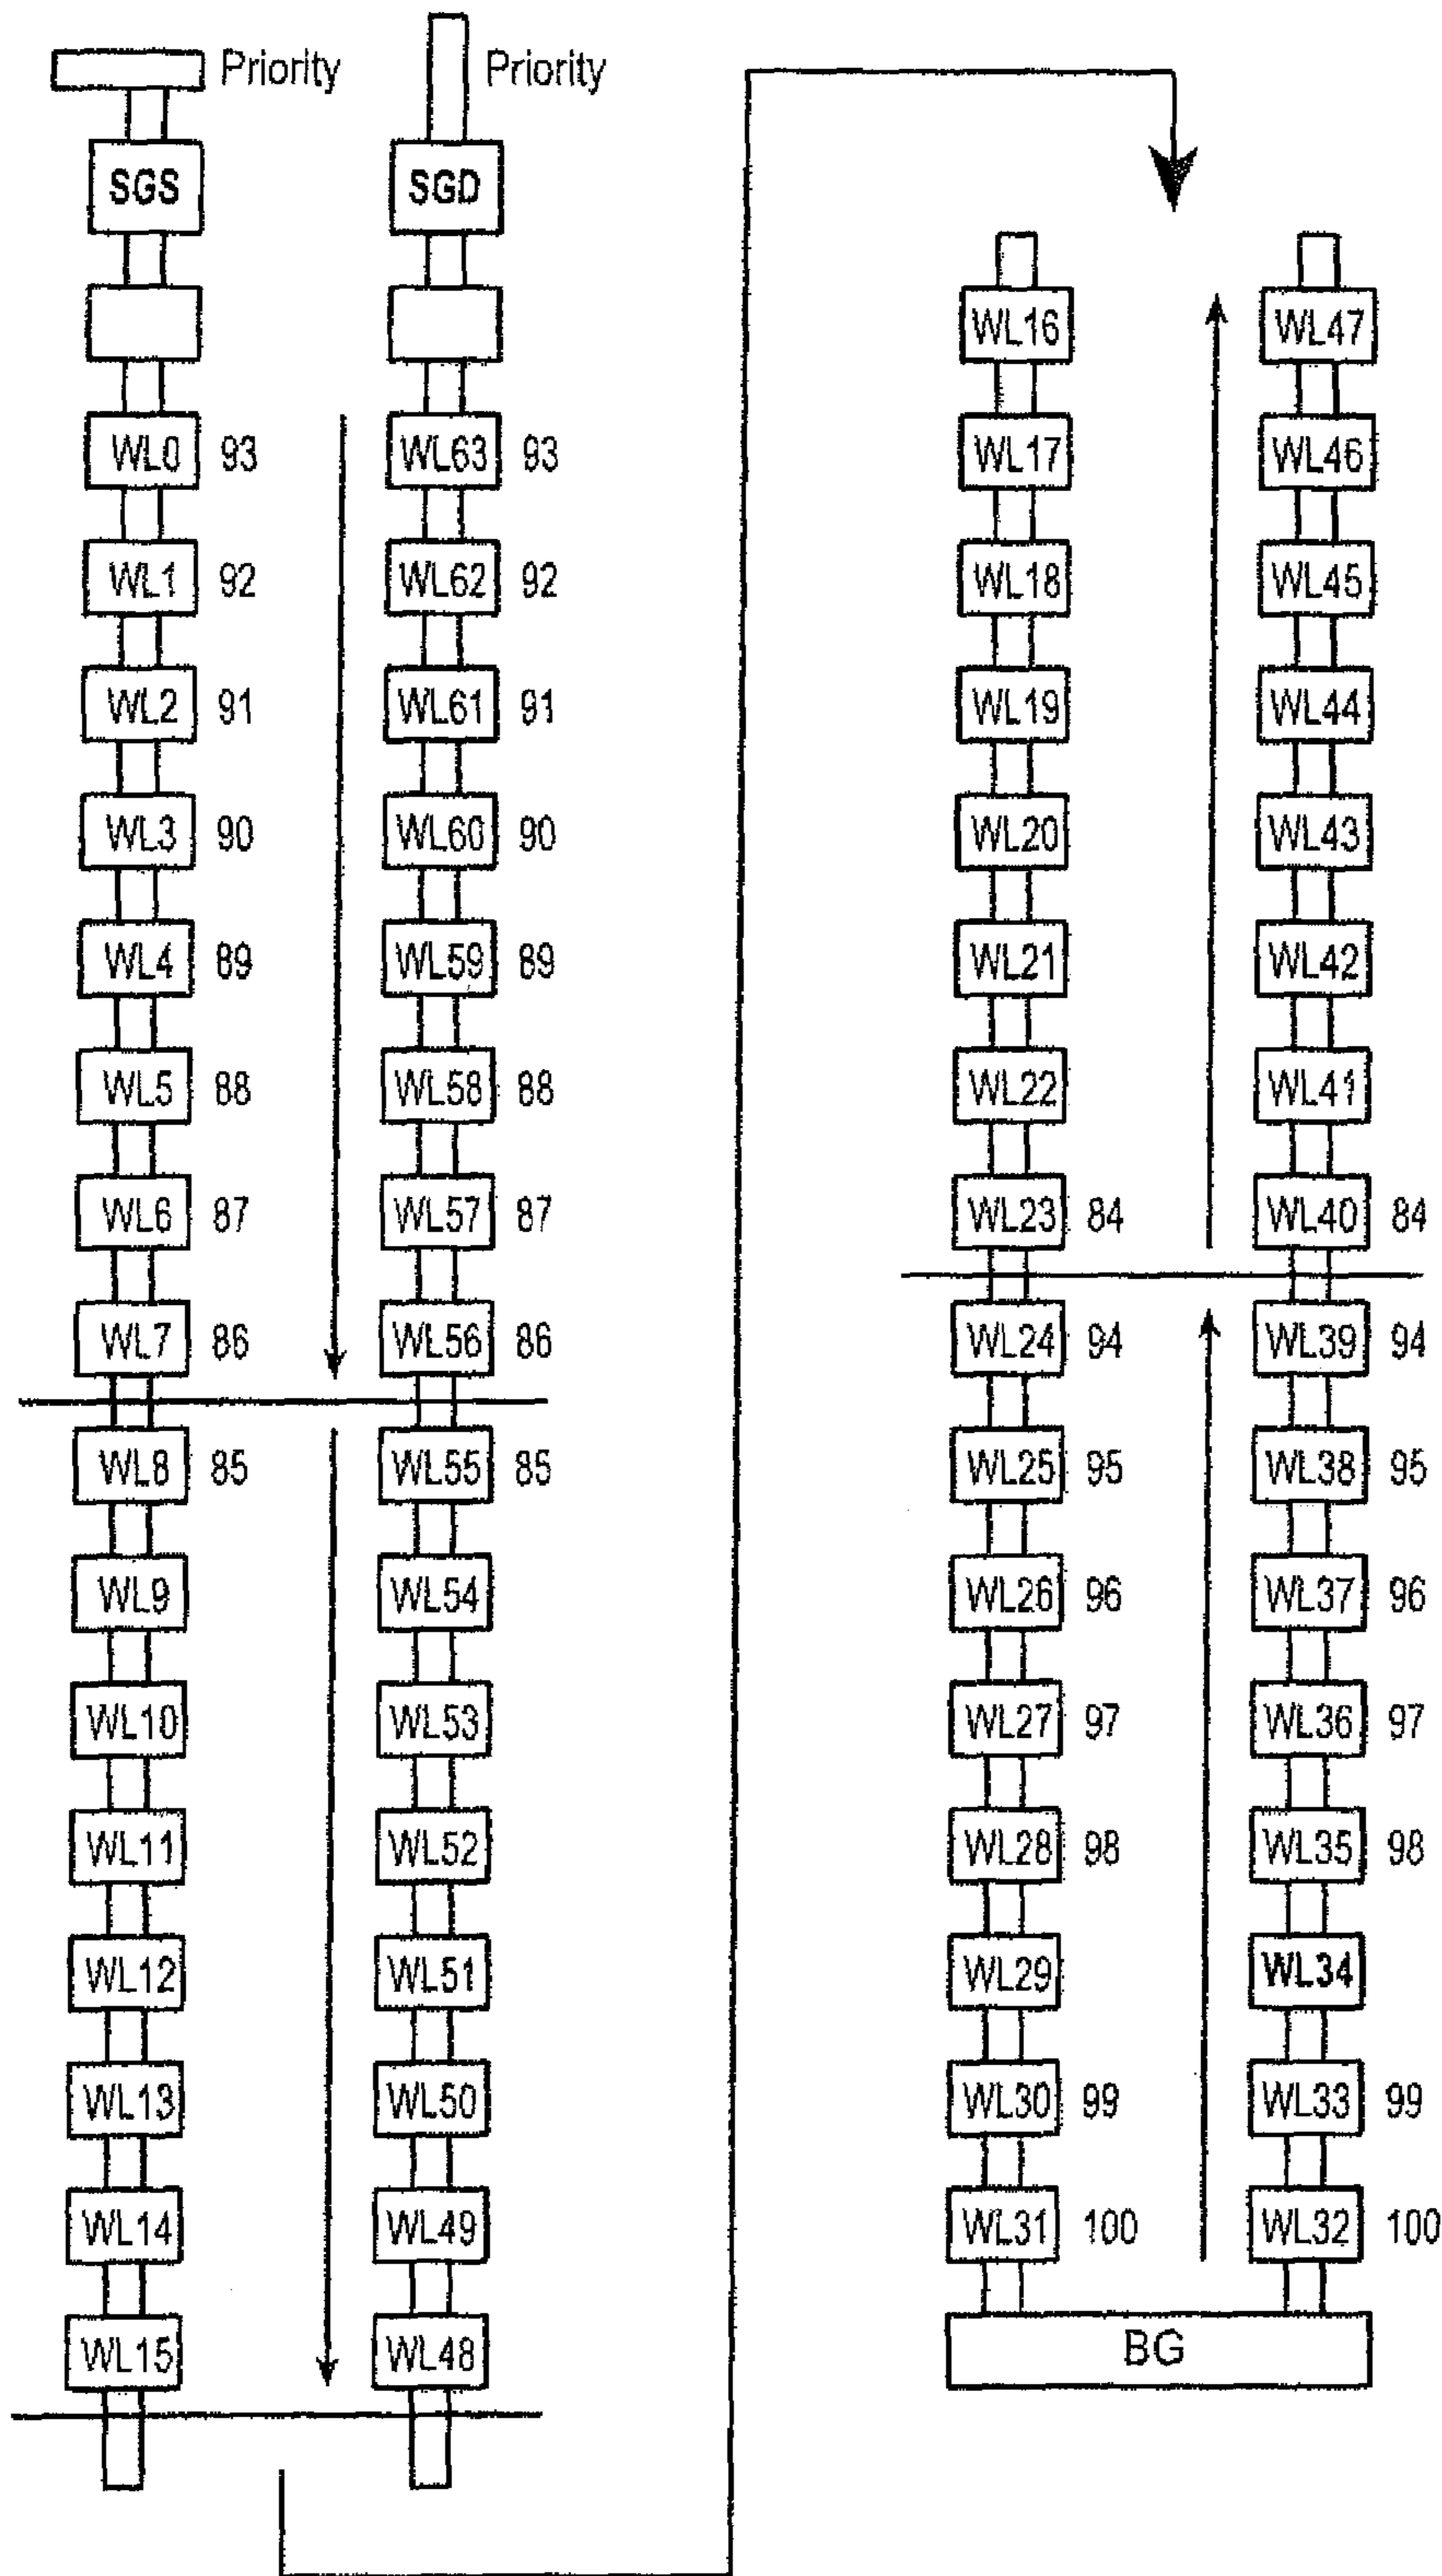 Priority Priority
SGS SGD
WL0 93 WL63 93
WL1 92 WL62 92
WL2 91 WL61 91
WL3 90 WL60 90
WL4 89 WL59 89
WL5 88 WL58 88
WL6 87 WL57 87
WL7 86 WL56 86
WL8 85 WL55 85
WL9 WL54
WL10 WL53
WL11 WL52
WL12 WL51
WL13 WL50
WL14 WL49
WL15 WL48
WL16 WL47
WL17 WL46
WL18 WL45
WL19 WL44
WL20 WL43
WL21 WL42
WL22 WL41
WL23 84 WL40 84
WL24 94 WL39 94
WL25 95 WL38 95
WL26 96 WL37 96
WL27 97 WL36 97
WL28 98 WL35 98
WL29 WL34
WL30 99 WL33 99
WL31 100 WL32 100
BG